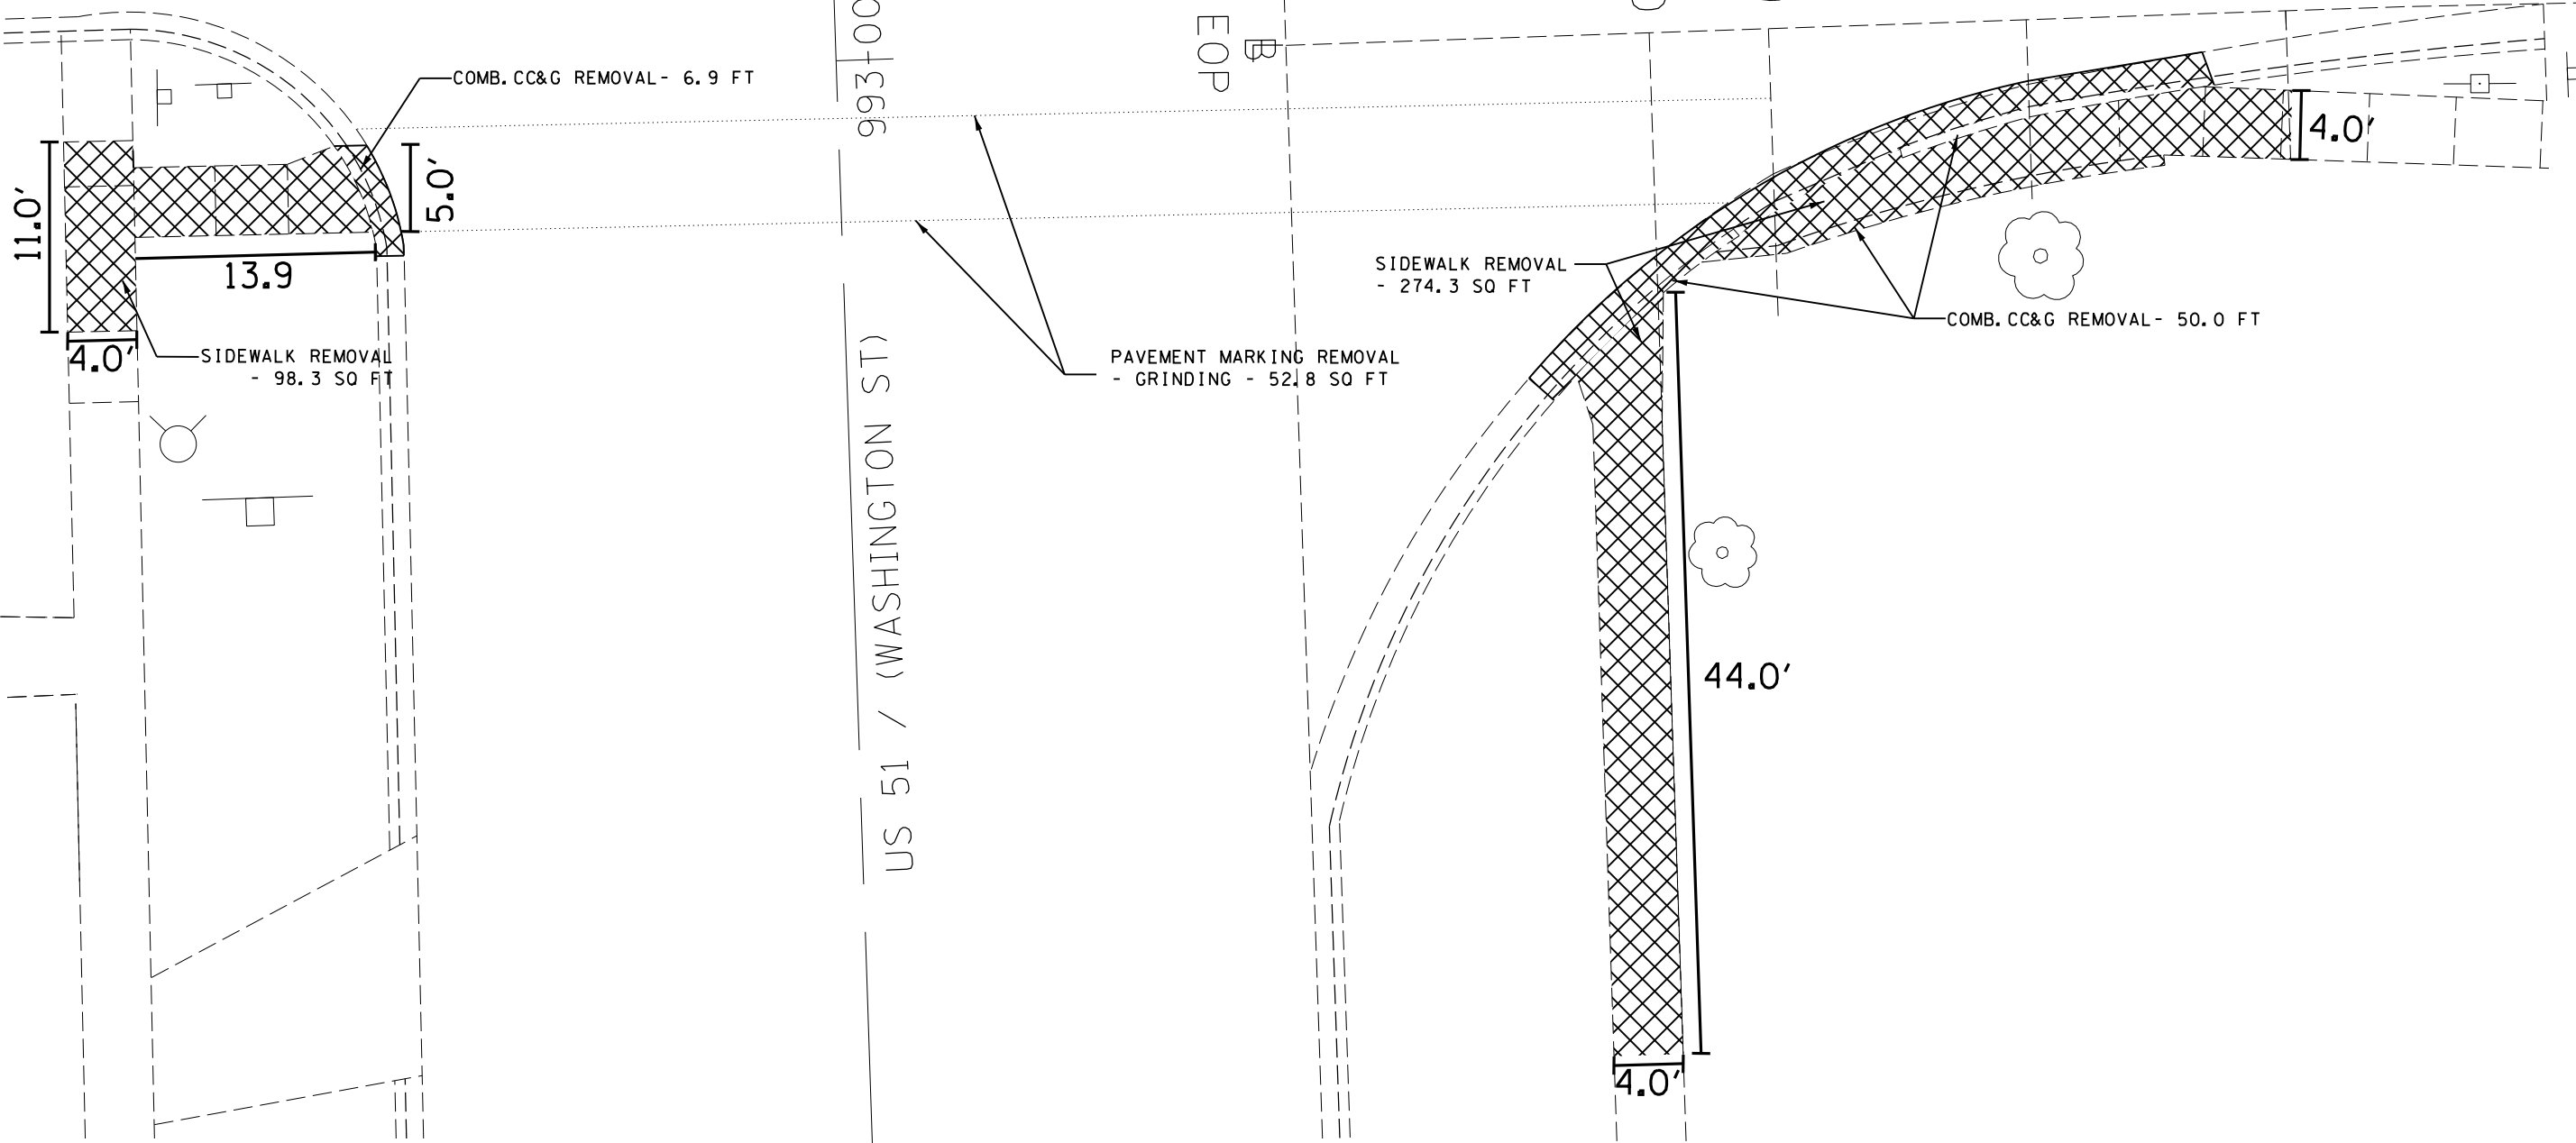 COMB. CC&G REMOVAL- 6.9 FT
11.0'
5.0'
13.9
4.0'
SIDEWALK REMOVAL
- 98.3 SQ FT
993+00
EOP
B
US 51 / (WASHINGTON ST)
PAVEMENT MARKING REMOVAL
- GRINDING - 52.8 SQ FT
SIDEWALK REMOVAL
- 274.3 SQ FT
4.0'
COMB. CC&G REMOVAL- 50.0 FT
44.0'
4.0'